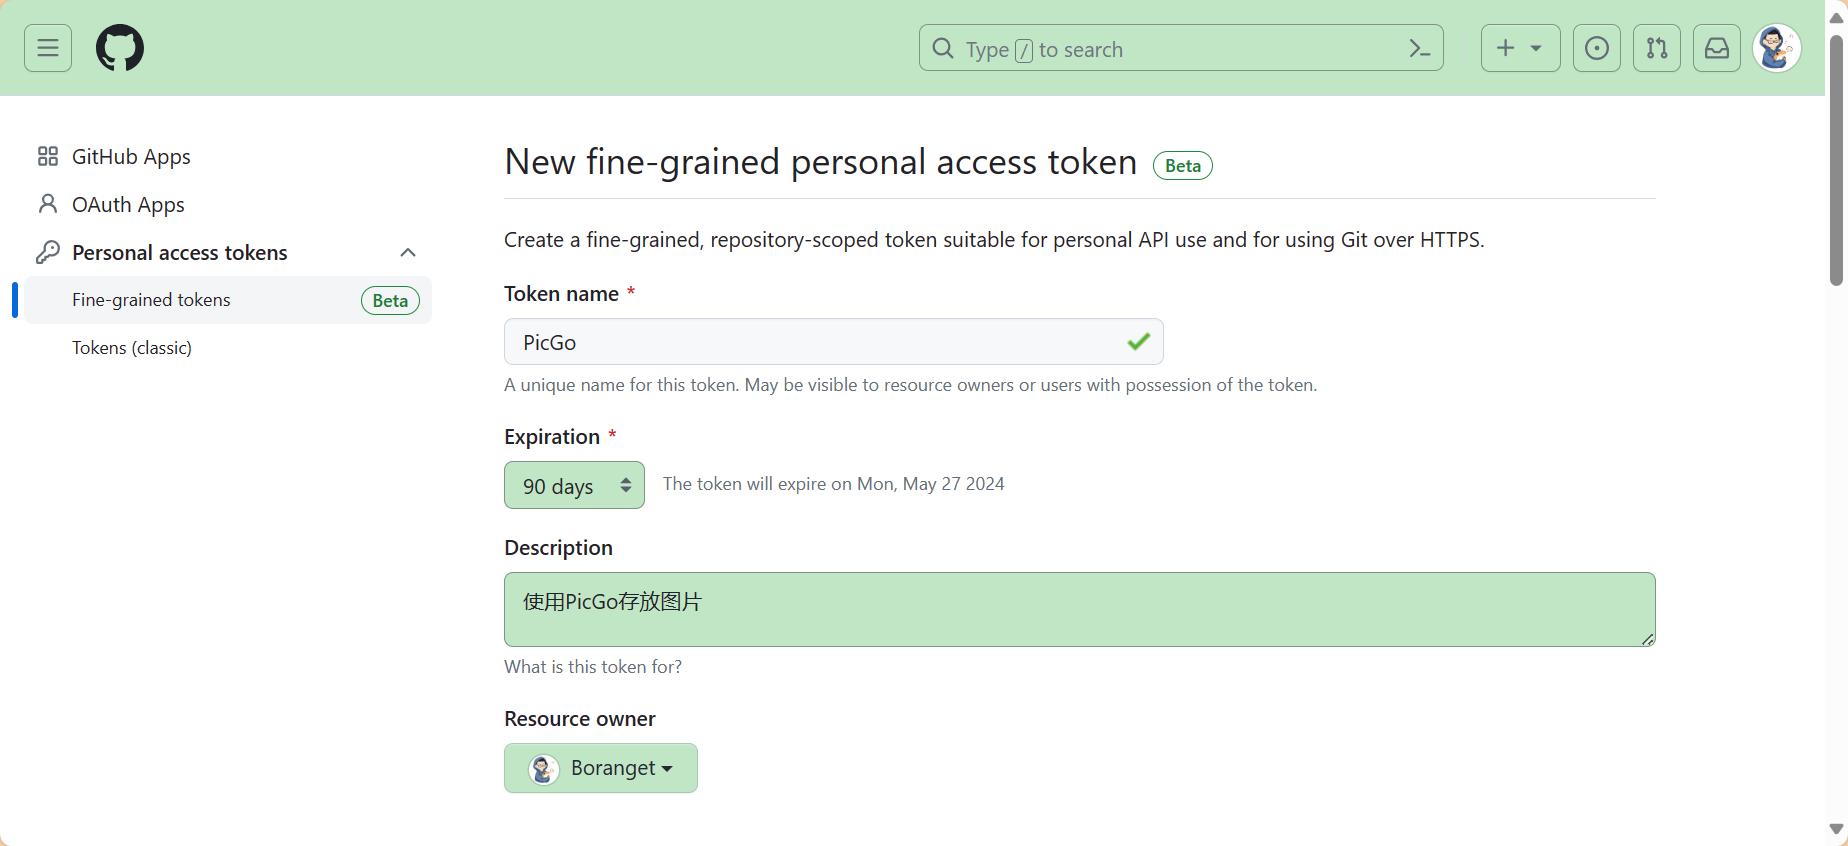 Type / to search
GitHub Apps
OAuth Apps
Personal access tokens
Fine-grained tokens Beta
Tokens (classic)
New fine-grained personal access token Beta
Create a fine-grained, repository-scoped token suitable for personal API use and for using Git over HTTPS.
Token name *
PicGo
A unique name for this token. May be visible to resource owners or users with possession of the token.
Expiration *
90 days The token will expire on Mon, May 27 2024
Description
使用PicGo存放图片
What is this token for?
Resource owner
Boranget